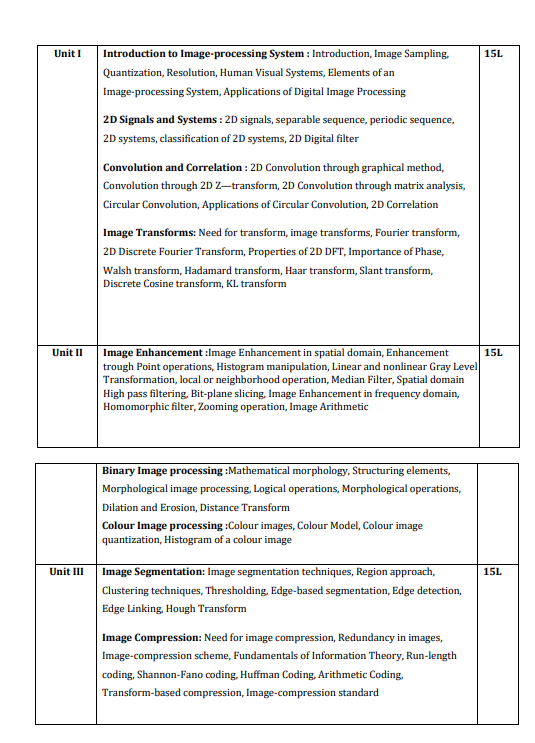 Unit I
Introduction to Image-processing System : Introduction, Image Sampling,
15L
Quantization, Resolution, Human Visual Systems, Elements of an
Image-processing System, Applications of Digital Image Processing
2D Signals and Systems : 2D signals, separable sequence, periodic sequence,
2D systems, classification of 2D systems, 2D Digital filter
Convolution and Correlation : 2D Convolution through graphical method,
Convolution through 2D Z—transform, 2D Convolution through matrix analysis,
Circular Convolution, Applications of Circular Convolution, 2D Correlation
Image Transforms: Need for transform, image transforms, Fourier transform,
2D Discrete Fourier Transform, Properties of 2D DFT, Importance of Phase,
Walsh transform, Hadamard transform, Haar transform, Slant transform,
Discrete Cosine transform, KL transform
Unit II
Image Enhancement :Image Enhancement in spatial domain, Enhancement
15L
trough Point operations, Histogram manipulation, Linear and nonlinear Gray Level
Transformation, local or neighborhood operation, Median Filter, Spatial domain
High pass filtering, Bit-plane slicing, Image Enhancement in frequency domain,
Homomorphic filter, Zooming operation, Image Arithmetic
Binary Image processing :Mathematical morphology, Structuring elements,
Morphological image processing, Logical operations, Morphological operations,
Dilation and Erosion, Distance Transform
Colour Image processing :Colour images, Colour Model, Colour image
quantization, Histogram of a colour image
Unit III
Image Segmentation: Image segmentation techniques, Region approach,
15L
Clustering techniques, Thresholding, Edge-based segmentation, Edge detection,
Edge Linking, Hough Transform
Image Compression: Need for image compression, Redundancy in images,
Image-compression scheme, Fundamentals of Information Theory, Run-length
coding, Shannon-Fano coding, Huffman Coding, Arithmetic Coding,
Transform-based compression, Image-compression standard